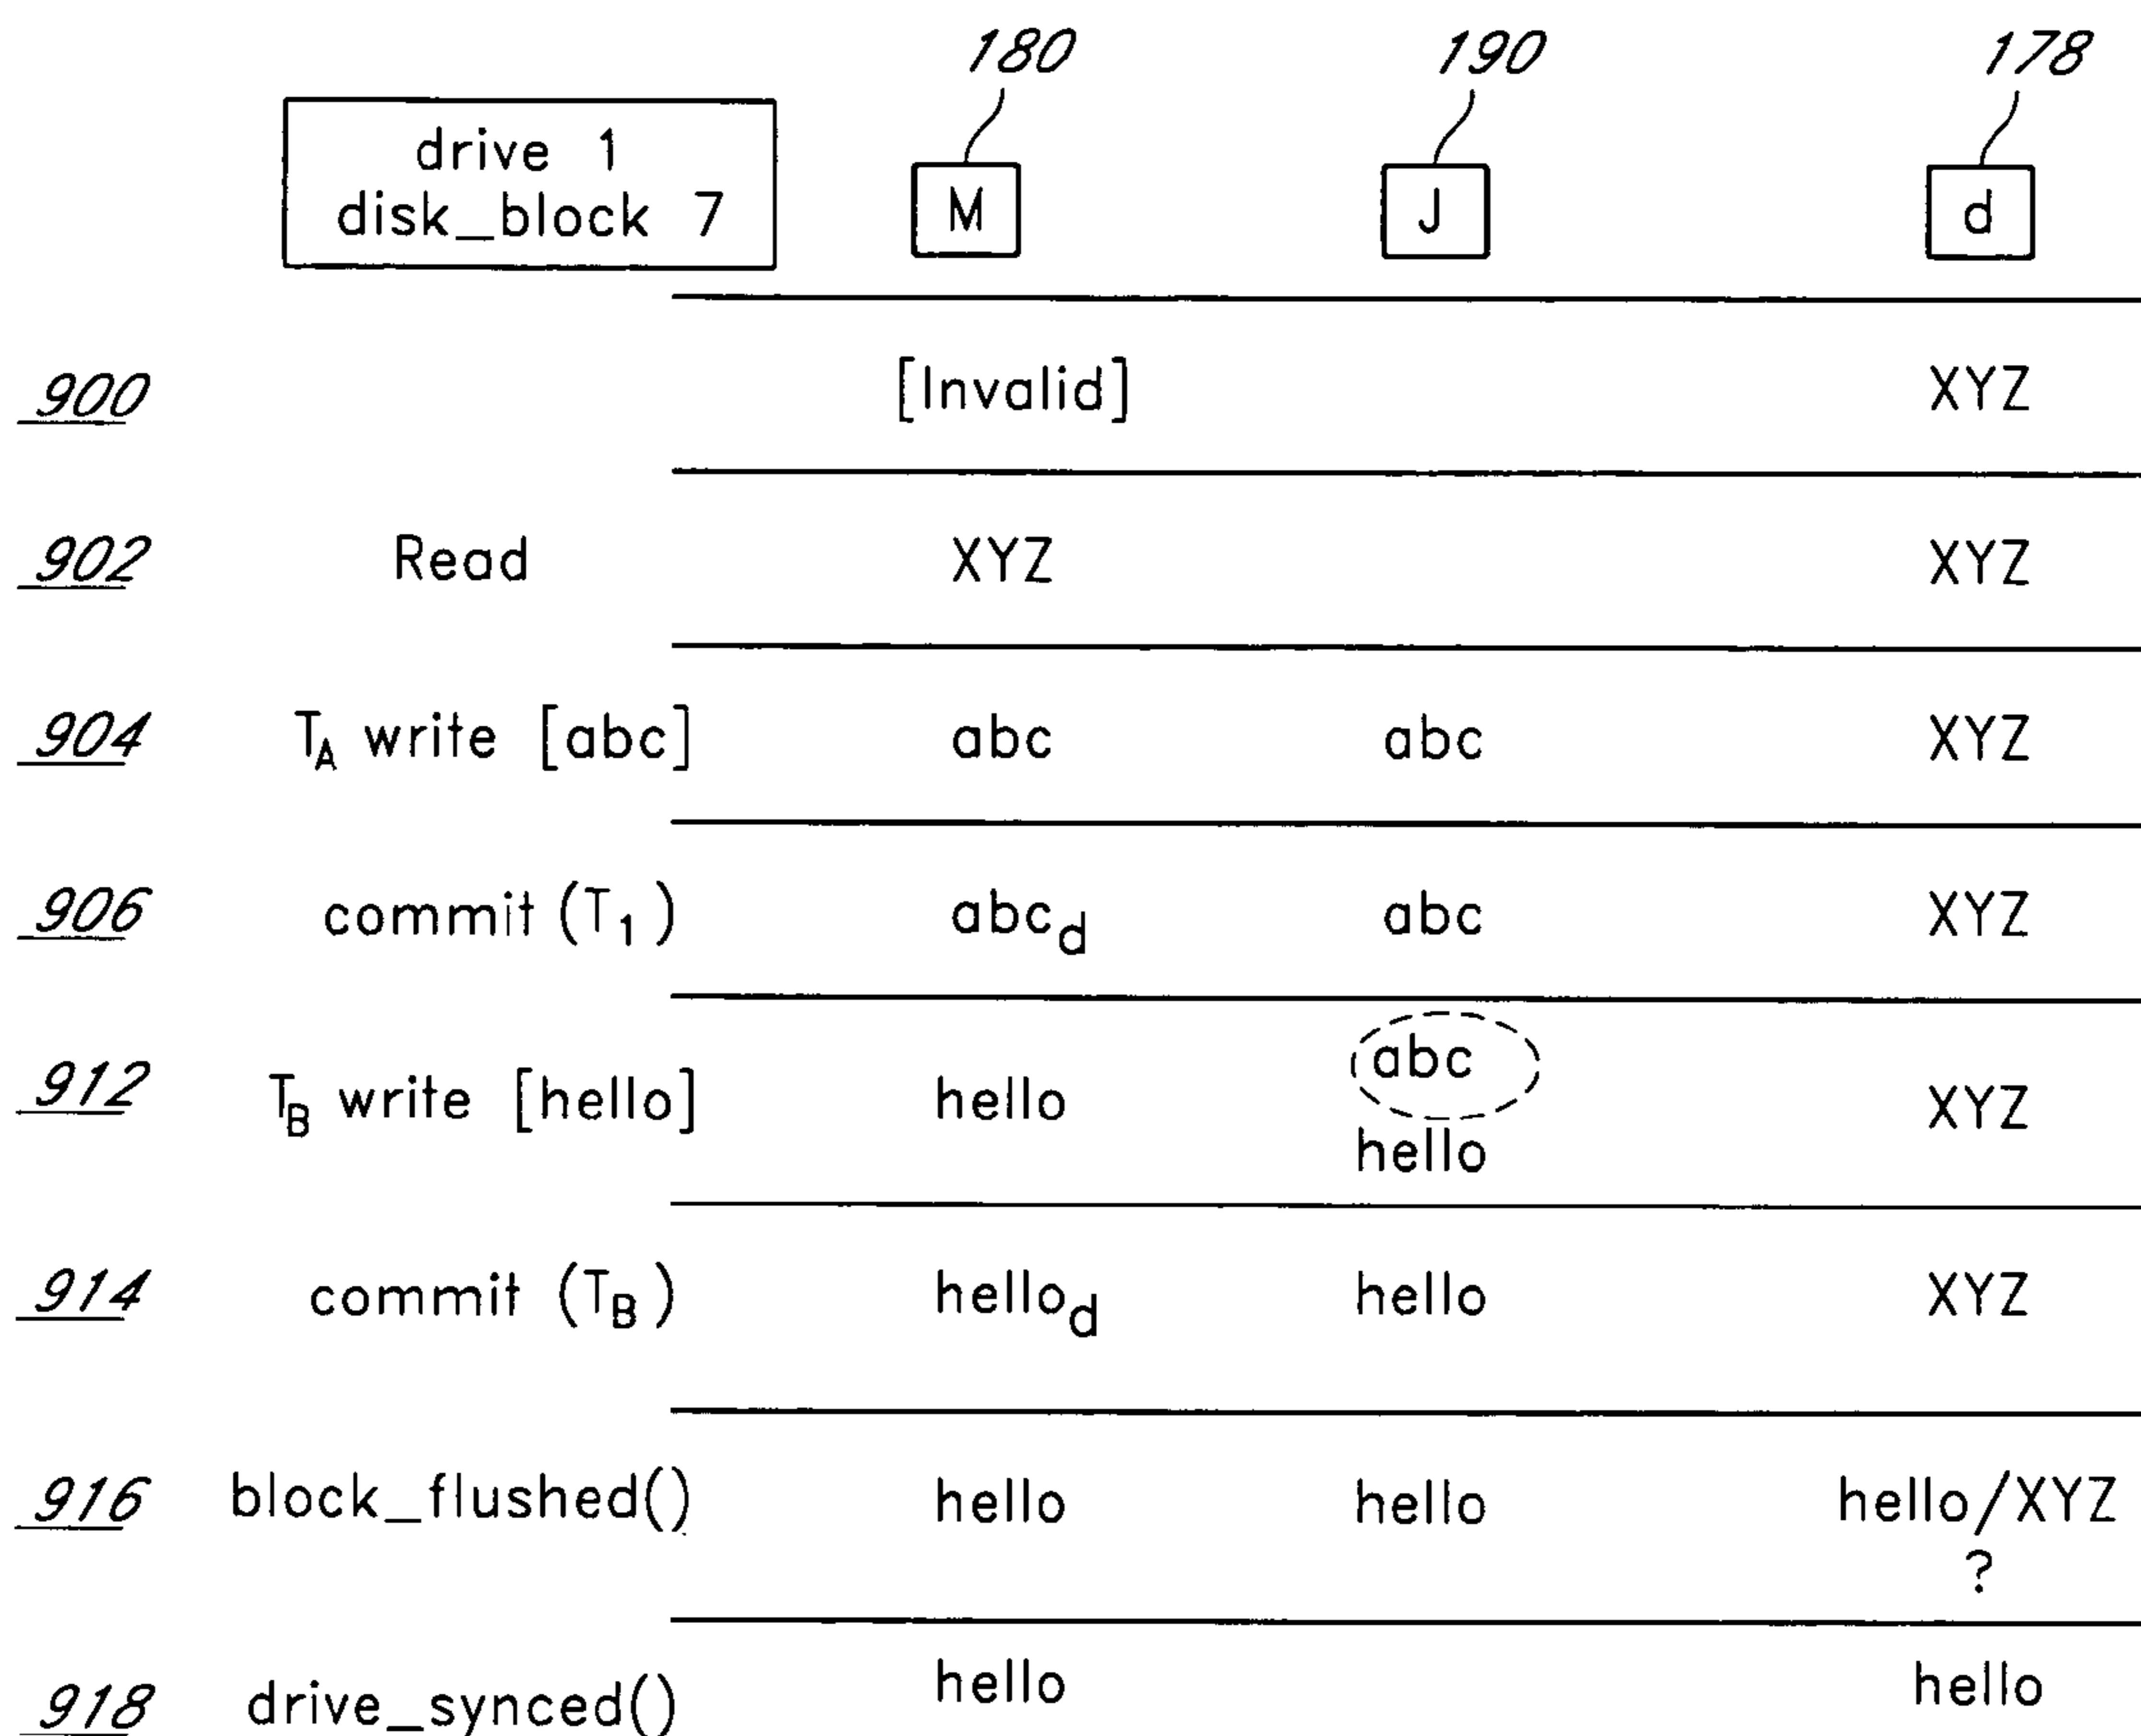 180 190 178
drive 1
disk_block 7
M J d
900 [Invalid] XYZ
902 Read XYZ XYZ
904 T_A write [abc] abc abc XYZ
906 commit (T_1) abc_d abc XYZ
abc
912 T_B write [hello] hello XYZ
hello
914 commit (T_B) hello_d hello XYZ
916 block_flushed() hello hello hello/XYZ
?
918 drive_synced() hello hello